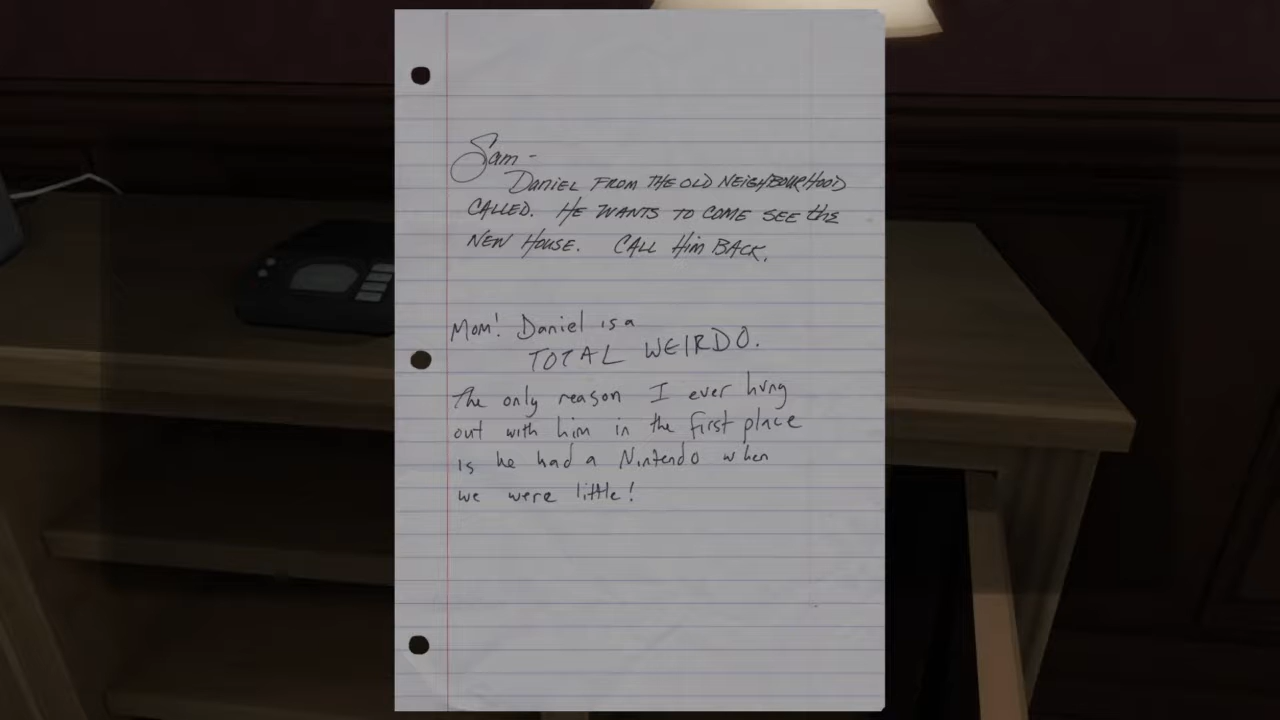 Sam -
DANIEL FROM THE OLD NEIGHBOURHOOD
CALLED. HE WANTS TO COME SEE the
NEW HOUSE. CALL HiM BACK.
Mom! Daniel is a
TOTAL WEIRDO.
The only reason I ever hung
out with him in the first place
is he had a Nintendo when
we were little!